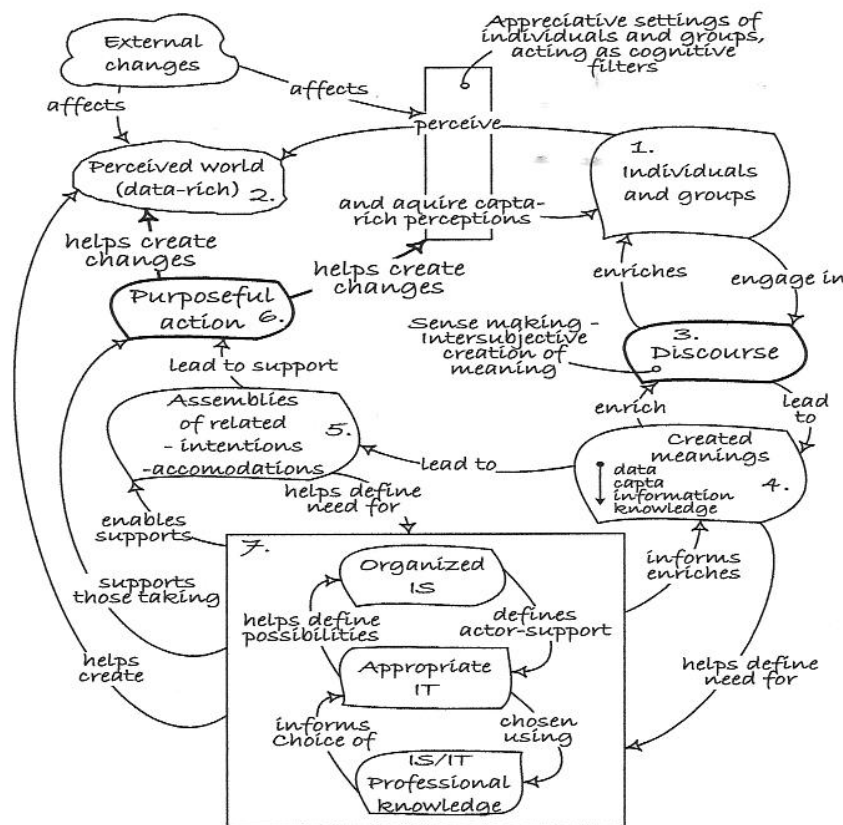 Appreciative settings of
individuals and groups,
acting as cognitive
filters
External
changes
affects
affects
perceive
1.
Individuals
and groups
Perceived world
(data-rich) 2.
and aquire capta-
rich perceptions
helps create
changes
helps create
changes
enriches
engage in
Purposeful
action 6.
Sense making -
Intersubjective
creation of
meaning
3.
Discourse
Lead to support
enrich
lead
to
Assemblies
of related
- intentions
-accomodations
5.
Lead to
Created
meanings
data
capta
information
knowledge
4.
helps define
need for
enables
supports
7.
informs
enriches
Organized
IS
supports
those taking
helps define
possibilities
defines
actor-support
helps
create
Appropriate
IT
helps define
need for
informs
Choice of
chosen
using
IS/IT
Professional
knowledge